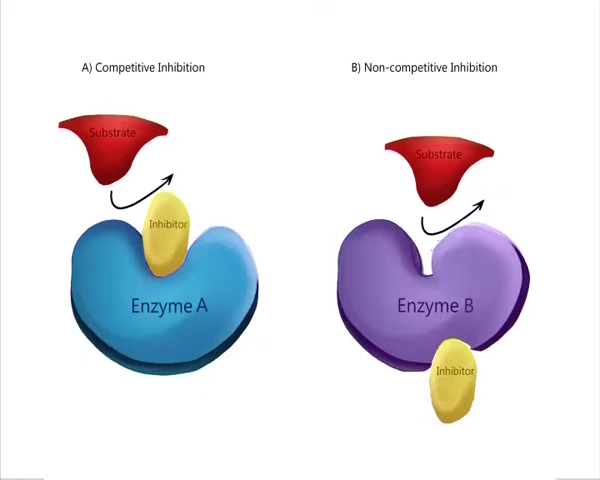 A) Competitive Inhibition
B) Non-competitive Inhibition
Substrate
Inhibitor
Enzyme A
Substrate
Enzyme B
Inhibitor